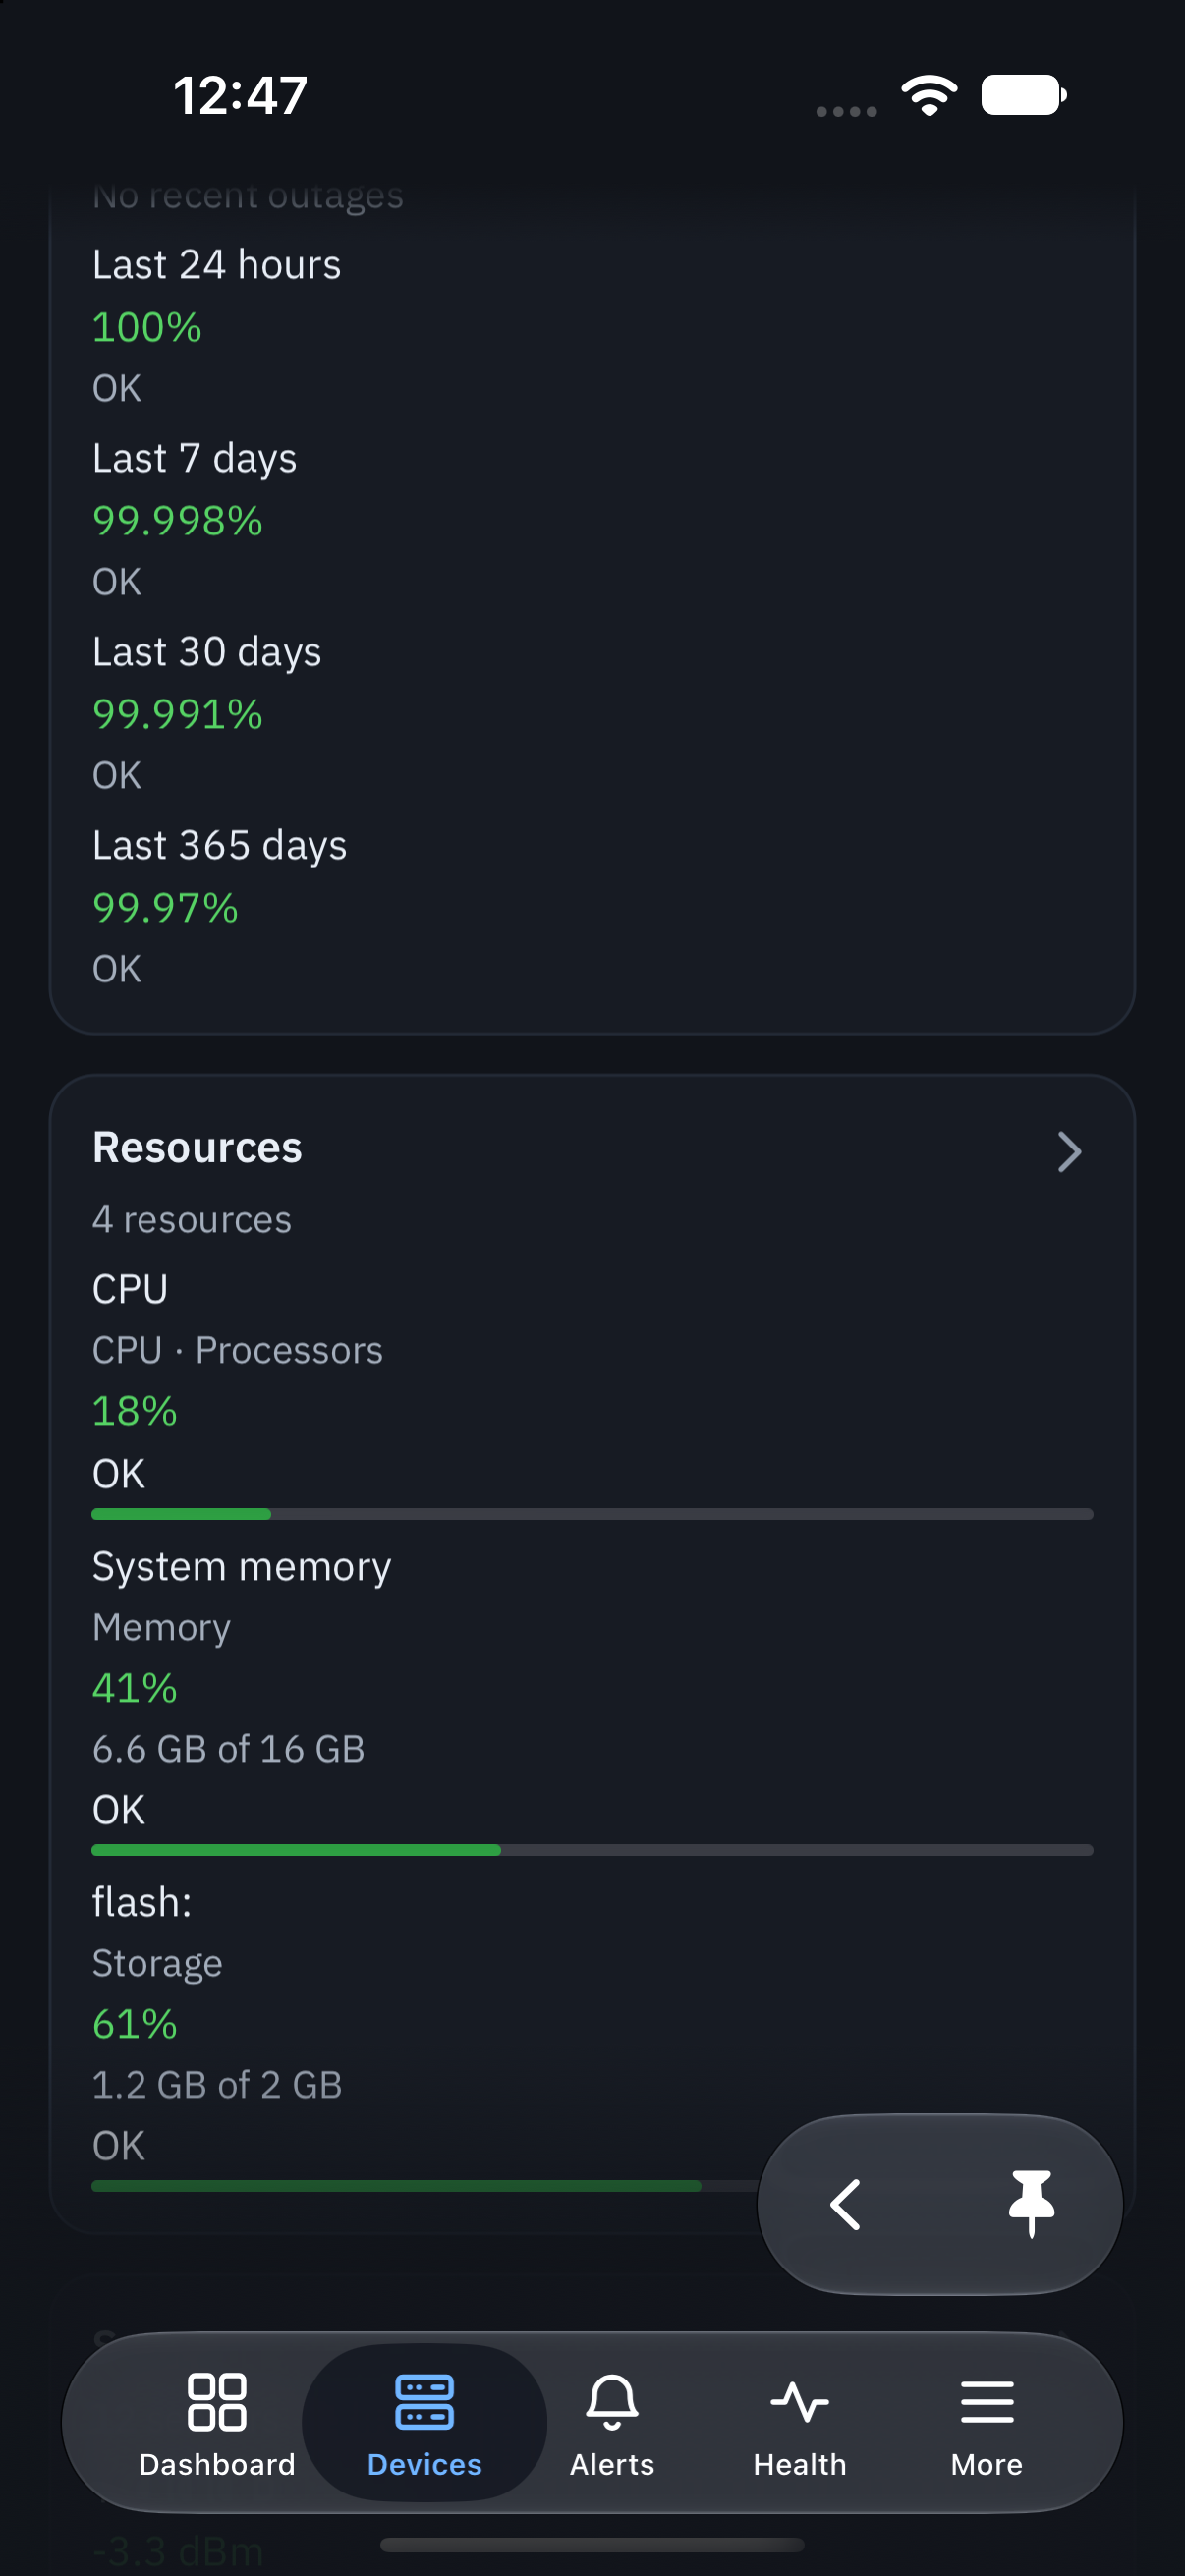 12:47
No recent outages
Last 24 hours
100%
OK
Last 7 days
99.998%
OK
Last 30 days
99.991%
OK
Last 365 days
99.97%
OK
Resources
4 resources
CPU
CPU · Processors
18%
OK
System memory
Memory
41%
6.6 GB of 16 GB
OK
flash:
Storage
61%
1.2 GB of 2 GB
OK
Dashboard
Devices
Alerts
Health
More
-3.3 dBm